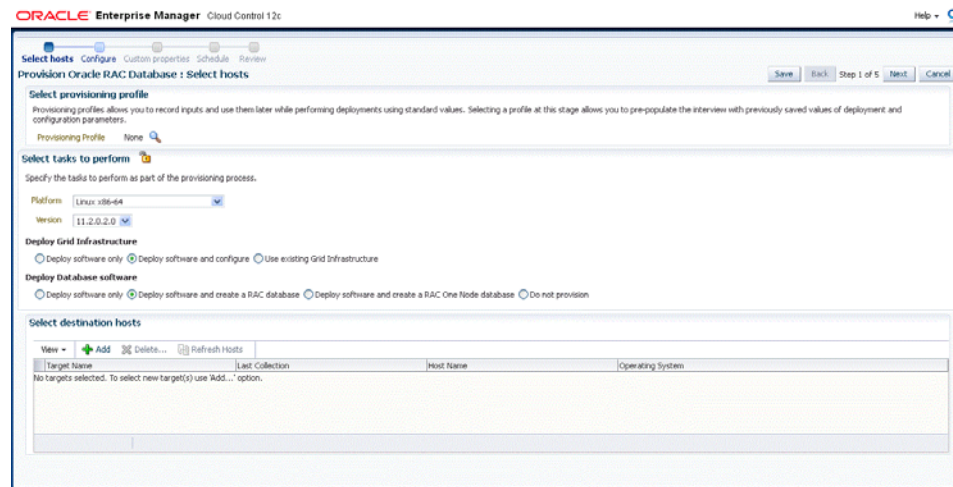 ORACLE Enterprise Manager Cloud Control 12c Help
Select hosts Configure Custom properties Schedule Review
Provision Oracle RAC Database : Select hosts Save Back Step 1 of 5 Next Cancel
Select provisioning profile
Provisioning profiles allows you to record inputs and use them later while performing deployments using standard values. Selecting a profile at this stage allows you to pre-populate the interview with previously saved values of deployment and
configuration parameters.
Provisioning Profile None
Select tasks to perform
Specify the tasks to perform as part of the provisioning process.
Platform Linux x86-64
Version 11.2.0.2.0
Deploy Grid Infrastructure
Deploy software only Deploy software and configure Use existing Grid Infrastructure
Deploy Database software
Deploy software only Deploy software and create a RAC database Deploy software and create a RAC One Node database Do not provision
Select destination hosts
View Add Delete... Refresh Hosts
Target Name Last Collection Host Name Operating System
No targets selected. To select new target(s) use 'Add...' option.